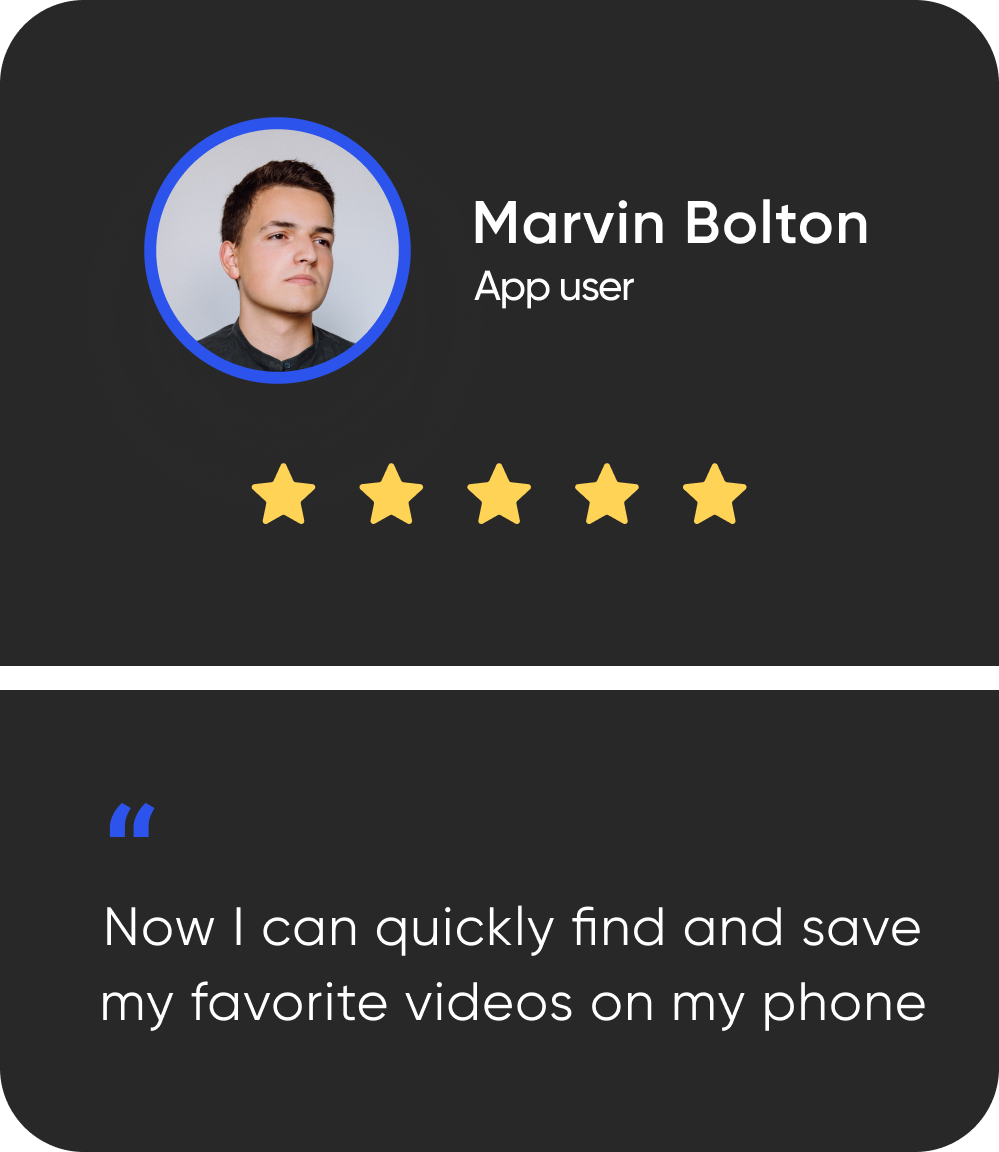 Marvin Bolton
App user
“
Now I can quickly find and save
my favorite videos on my phone